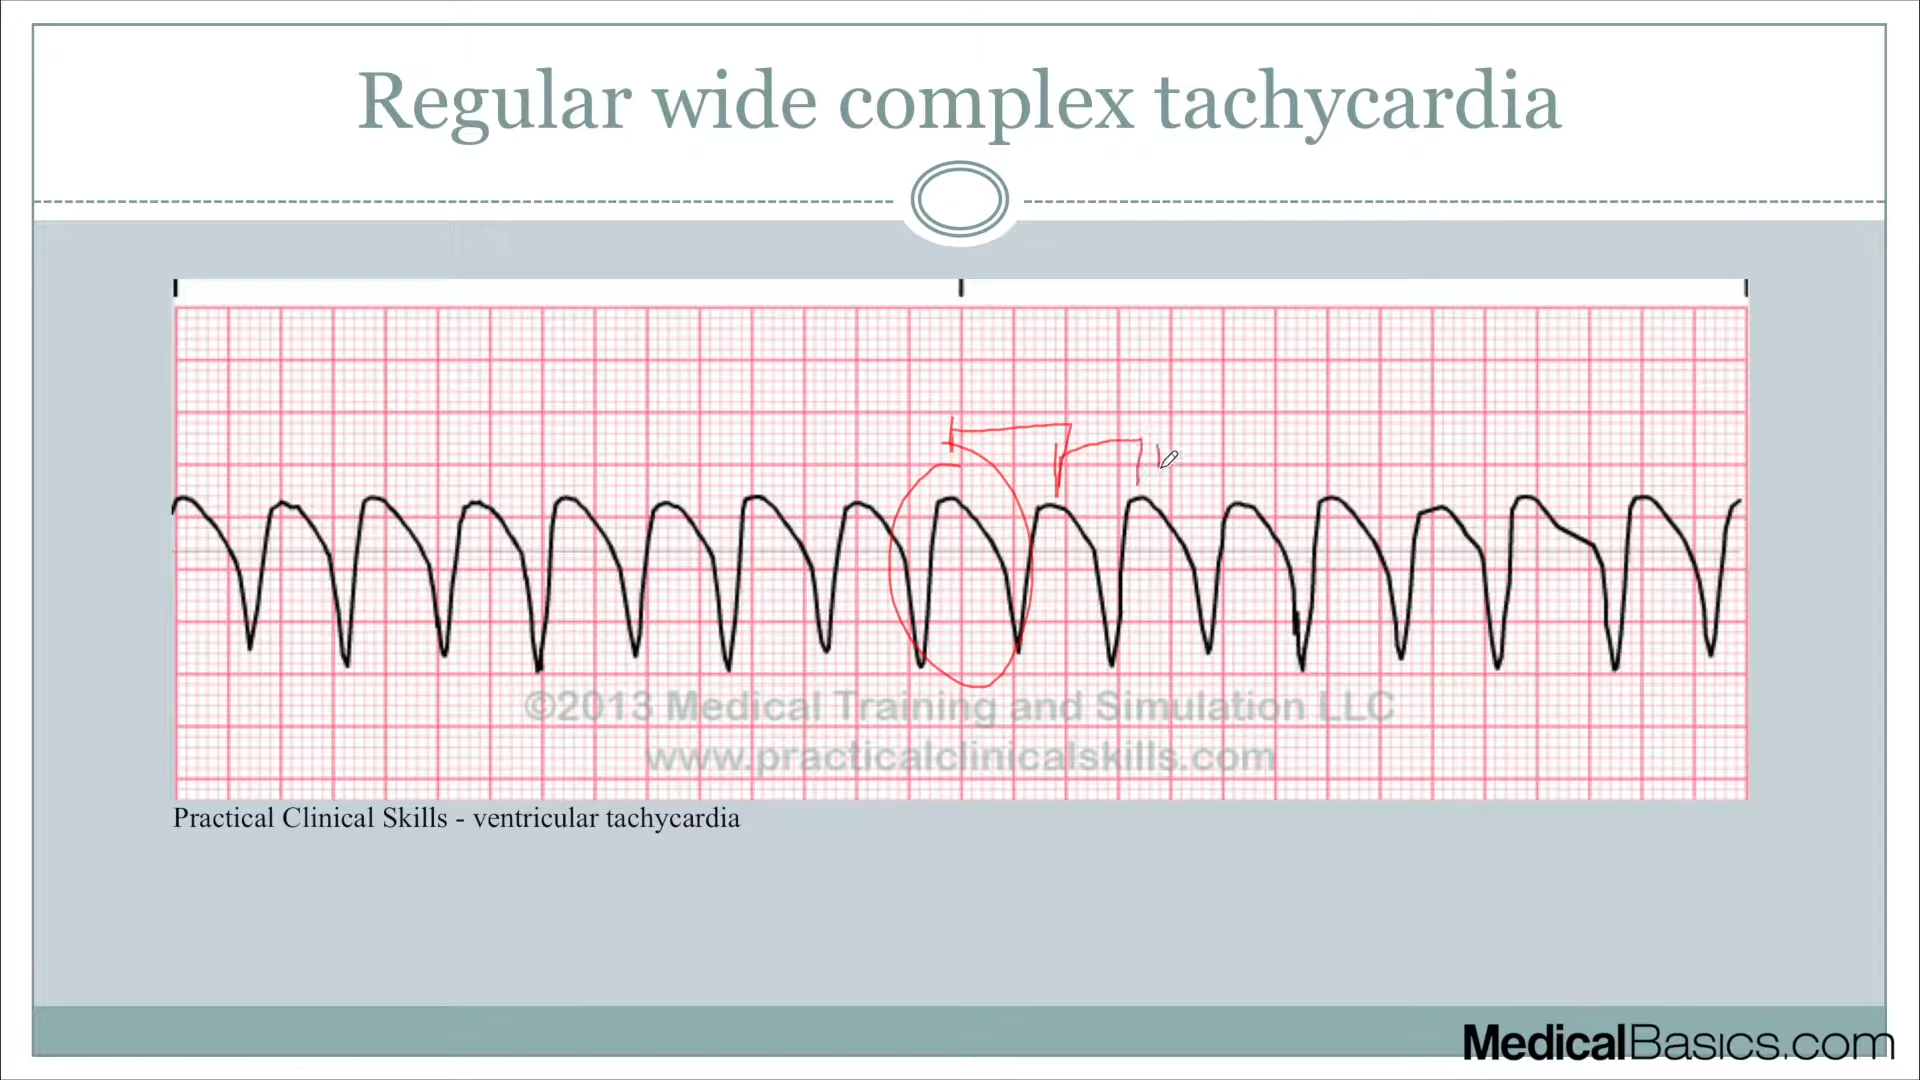 Regular wide complex tachycardia
©2013 Medical Training and Simulation LLC
www.practicalclinicalskills.com
Practical Clinical Skills - ventricular tachycardia
MedicalBasics.com